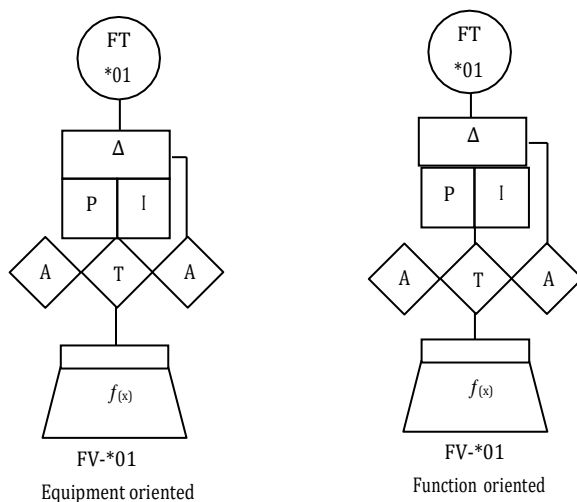 FT
*01
Δ
P I
A T A
f(x)
FV-*01
Equipment oriented
FT
*01
Δ
P I
A T A
f(x)
FV-*01
Function oriented